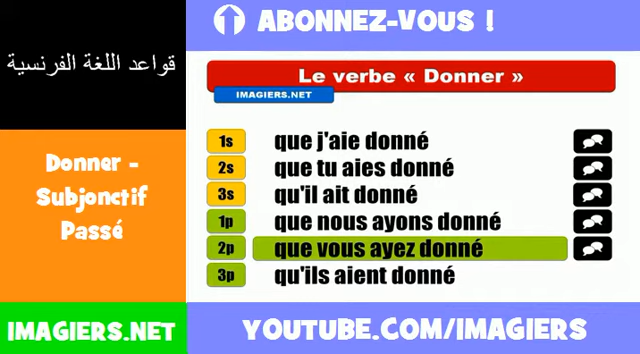 قواعد اللغة الفرنسية
Donner -
Subjonctif
Passé
IMAGIERS.NET
ABONNEZ-VOUS !
Le verbe « Donner »
IMAGIERS.NET
1s que j'aie donné
2s que tu aies donné
3s qu'il ait donné
1p que nous ayons donné
2p que vous ayez donné
3p qu'ils aient donné
YOUTUBE.COM/IMAGIERS